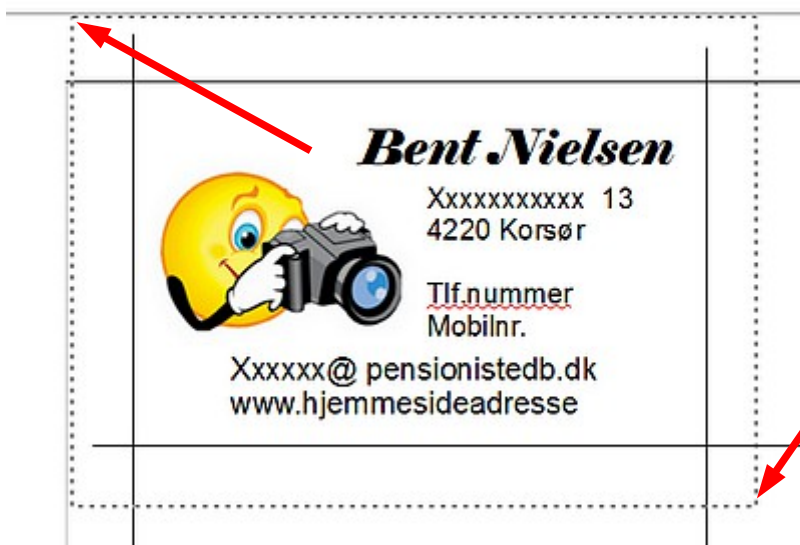 Bent Nielsen
Xxxxxxxxxxx 13
4220 Korsør
Tlf.nummer
Mobilnr.
Xxxxxx@ pensionistedb.dk
www.hjemmesideadresse